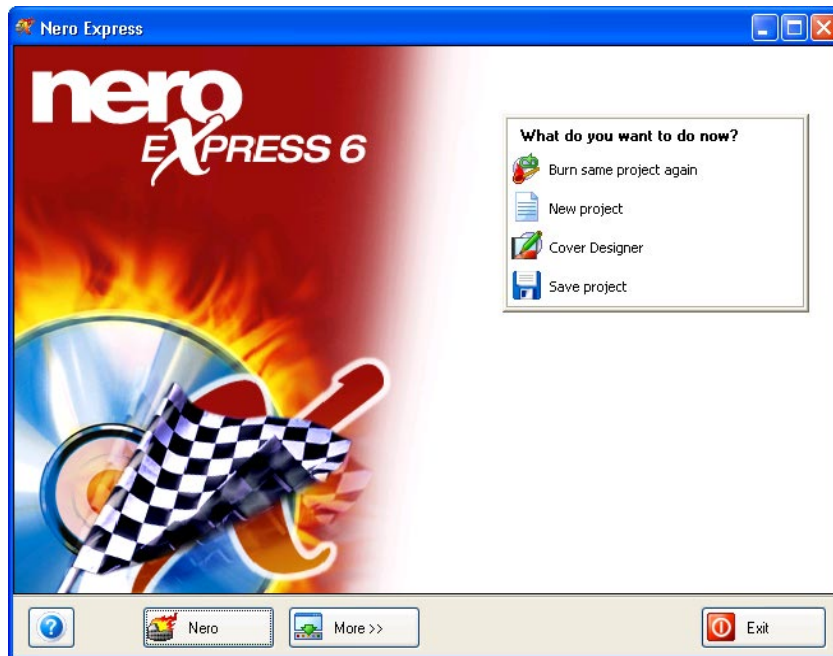 Nero Express
nero
EXPRESS 6
What do you want to do now?
Burn same project again
New project
Cover Designer
Save project
?
Nero
More >>
Exit